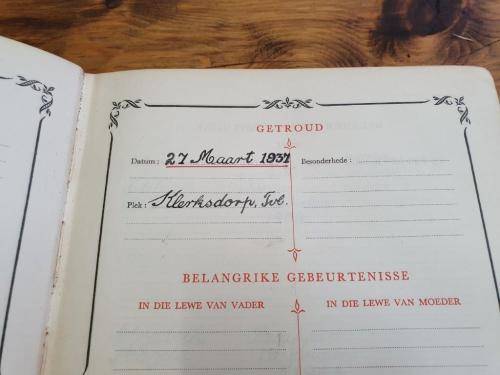 GETROUD
Datum: 27 Maart 1937 Besonderhede:
Plek: Klerksdorp, Tvl.
BELANGRIKE GEBEURTENISSE
IN DIE LEWE VAN VADER IN DIE LEWE VAN MOEDER